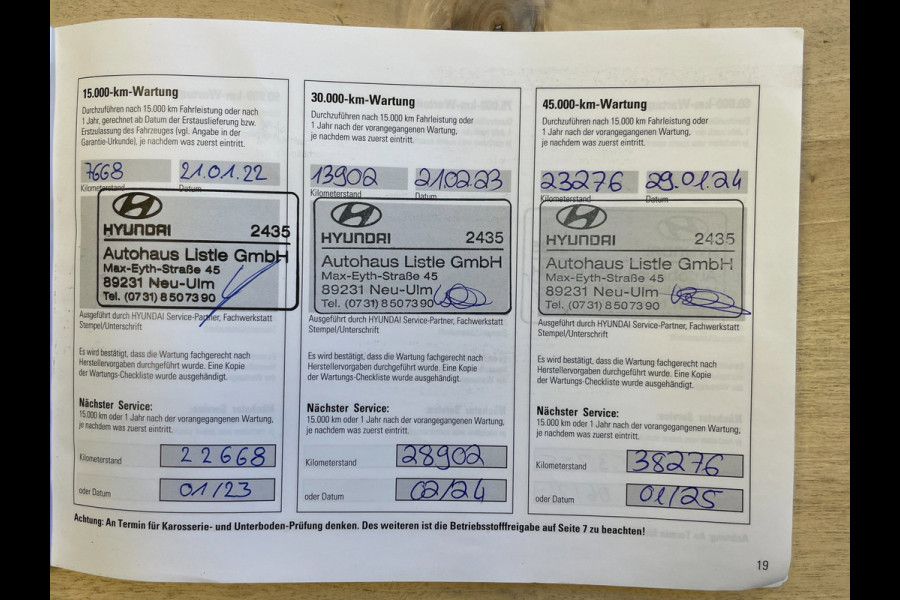 15.000-km-Wartung
Durchzuführen nach 15.000 km Fahrleistung oder nach
1 Jahr, gerechnet ab Datum der Erstauslieferung bzw.
Erstzulassung des Fahrzeuges (vgl. Angabe in der
Garantie-Urkunde), je nachdem was zuerst eintritt.
7668 21.01.22
Kilometerstand Datum
HYUNDAI 2435
Autohaus Listle GmbH
Max-Eyth-Straße 45
89231 Neu-Ulm
Tel. (0731) 8507390
Ausgeführt durch HYUNDAI Service-Partner, Fachwerkstatt
Stempel/Unterschrift
Es wird bestätigt, dass die Wartung fachgerecht nach
Herstellervorgaben durchgeführt wurde. Eine Kopie
der Wartungs-Checkliste wurde ausgehändigt.
Nächster Service:
15.000 km oder 1 Jahr nach der vorangegangenen Wartung,
je nachdem was zuerst eintritt.
Kilometerstand 22668
oder Datum 01/23
30.000-km-Wartung
Durchzuführen nach 15.000 km Fahrleistung oder
1 Jahr nach der vorangegangenen Wartung,
je nachdem was zuerst eintritt.
13902 21.02.23
Kilometerstand Datum
HYUNDAI 2435
Autohaus Listle GmbH
Max-Eyth-Straße 45
89231 Neu-Ulm
Tel. (0731) 8507390
Ausgeführt durch HYUNDAI Service-Partner, Fachwerkstatt
Stempel/Unterschrift
Es wird bestätigt, dass die Wartung fachgerecht nach
Herstellervorgaben durchgeführt wurde. Eine Kopie
der Wartungs-Checkliste wurde ausgehändigt.
Nächster Service:
15.000 km oder 1 Jahr nach der vorangegangenen Wartung,
je nachdem was zuerst eintritt.
Kilometerstand 28902
oder Datum 02/24
45.000-km-Wartung
Durchzuführen nach 15.000 km Fahrleistung oder
1 Jahr nach der vorangegangenen Wartung,
je nachdem was zuerst eintritt.
23276 29.01.24
Kilometerstand Datum
HYUNDAI 2435
Autohaus Listle GmbH
Max-Eyth-Straße 45
89231 Neu-Ulm
Tel. (0731) 8507390
Ausgeführt durch HYUNDAI Service-Partner, Fachwerkstatt
Stempel/Unterschrift
Es wird bestätigt, dass die Wartung fachgerecht nach
Herstellervorgaben durchgeführt wurde. Eine Kopie
der Wartungs-Checkliste wurde ausgehändigt.
Nächster Service:
15.000 km oder 1 Jahr nach der vorangegangenen Wartung,
je nachdem was zuerst eintritt.
Kilometerstand 38276
oder Datum 01/25
Achtung: An Termin für Karosserie- und Unterboden-Prüfung denken. Des weiteren ist die Betriebsstofffreigabe auf Seite 7 zu beachten!
19